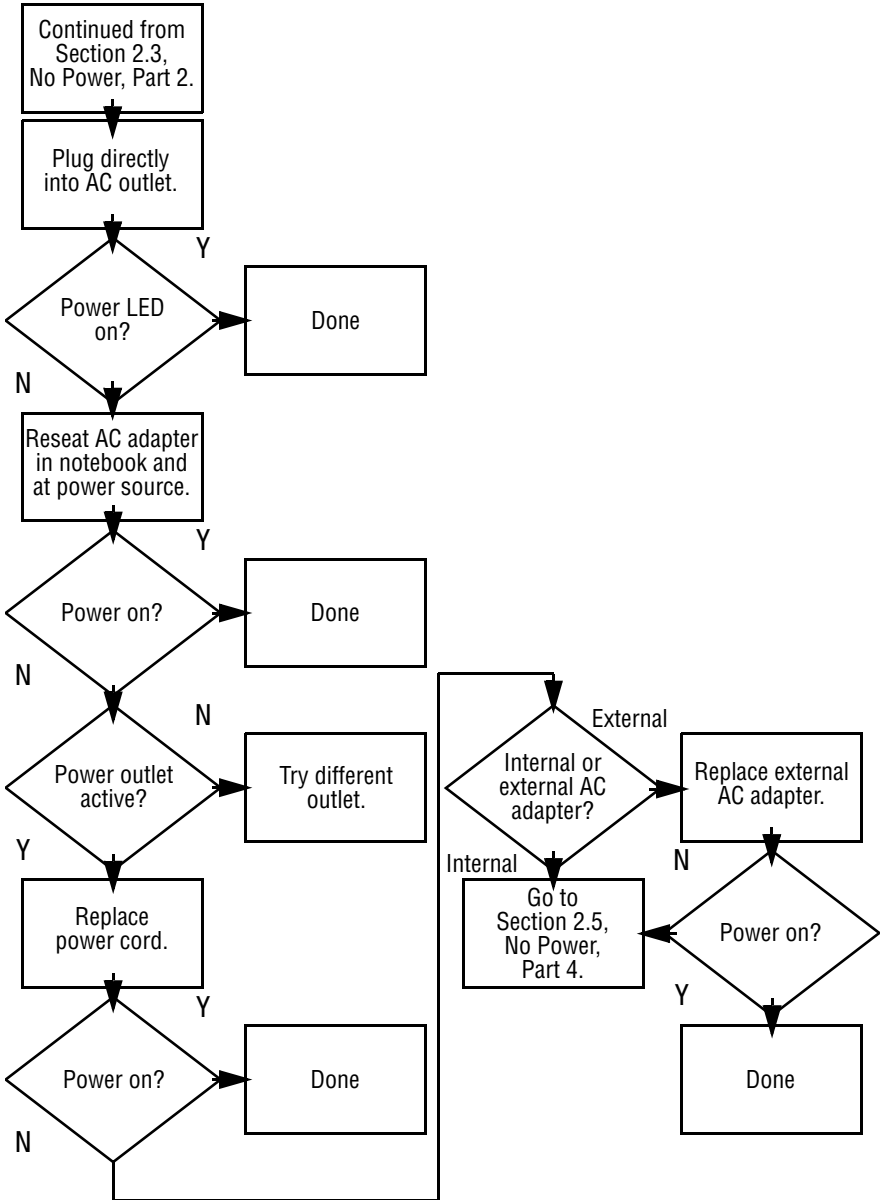 Continued from
Section 2.3,
No Power, Part 2.
Plug directly
into AC outlet.
Y
Power LED
on?
Done
N
Reseat AC adapter
in notebook and
at power source.
Y
Power on?
Done
N
N
Power outlet
active?
Try different
outlet.
Y
Replace
power cord.
Y
Power on?
Done
N
External
Internal or
external AC
adapter?
Replace external
AC adapter.
Internal
N
Go to
Section 2.5,
No Power,
Part 4.
Power on?
Y
Done